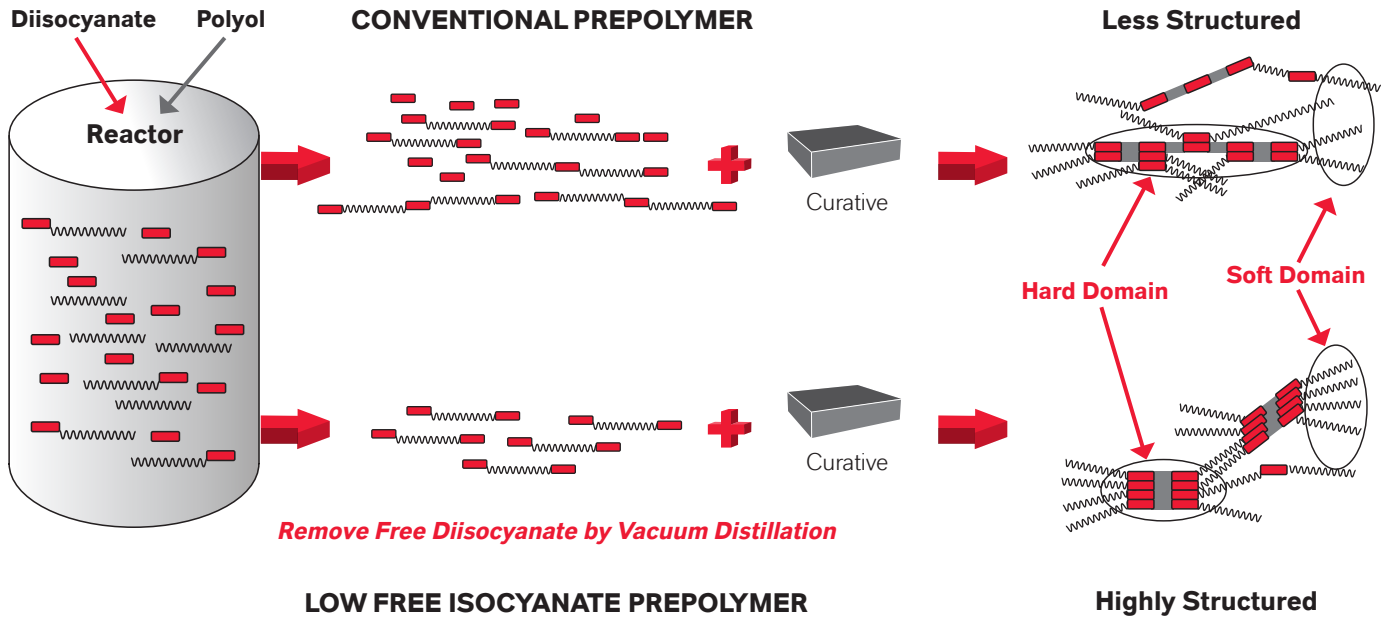 Diisocyanate
Polyol
CONVENTIONAL PREPOLYMER
Less Structured
Reactor
Curative
Hard Domain
Soft Domain
Curative
Remove Free Diisocyanate by Vacuum Distillation
LOW FREE ISOCYANATE PREPOLYMER
Highly Structured